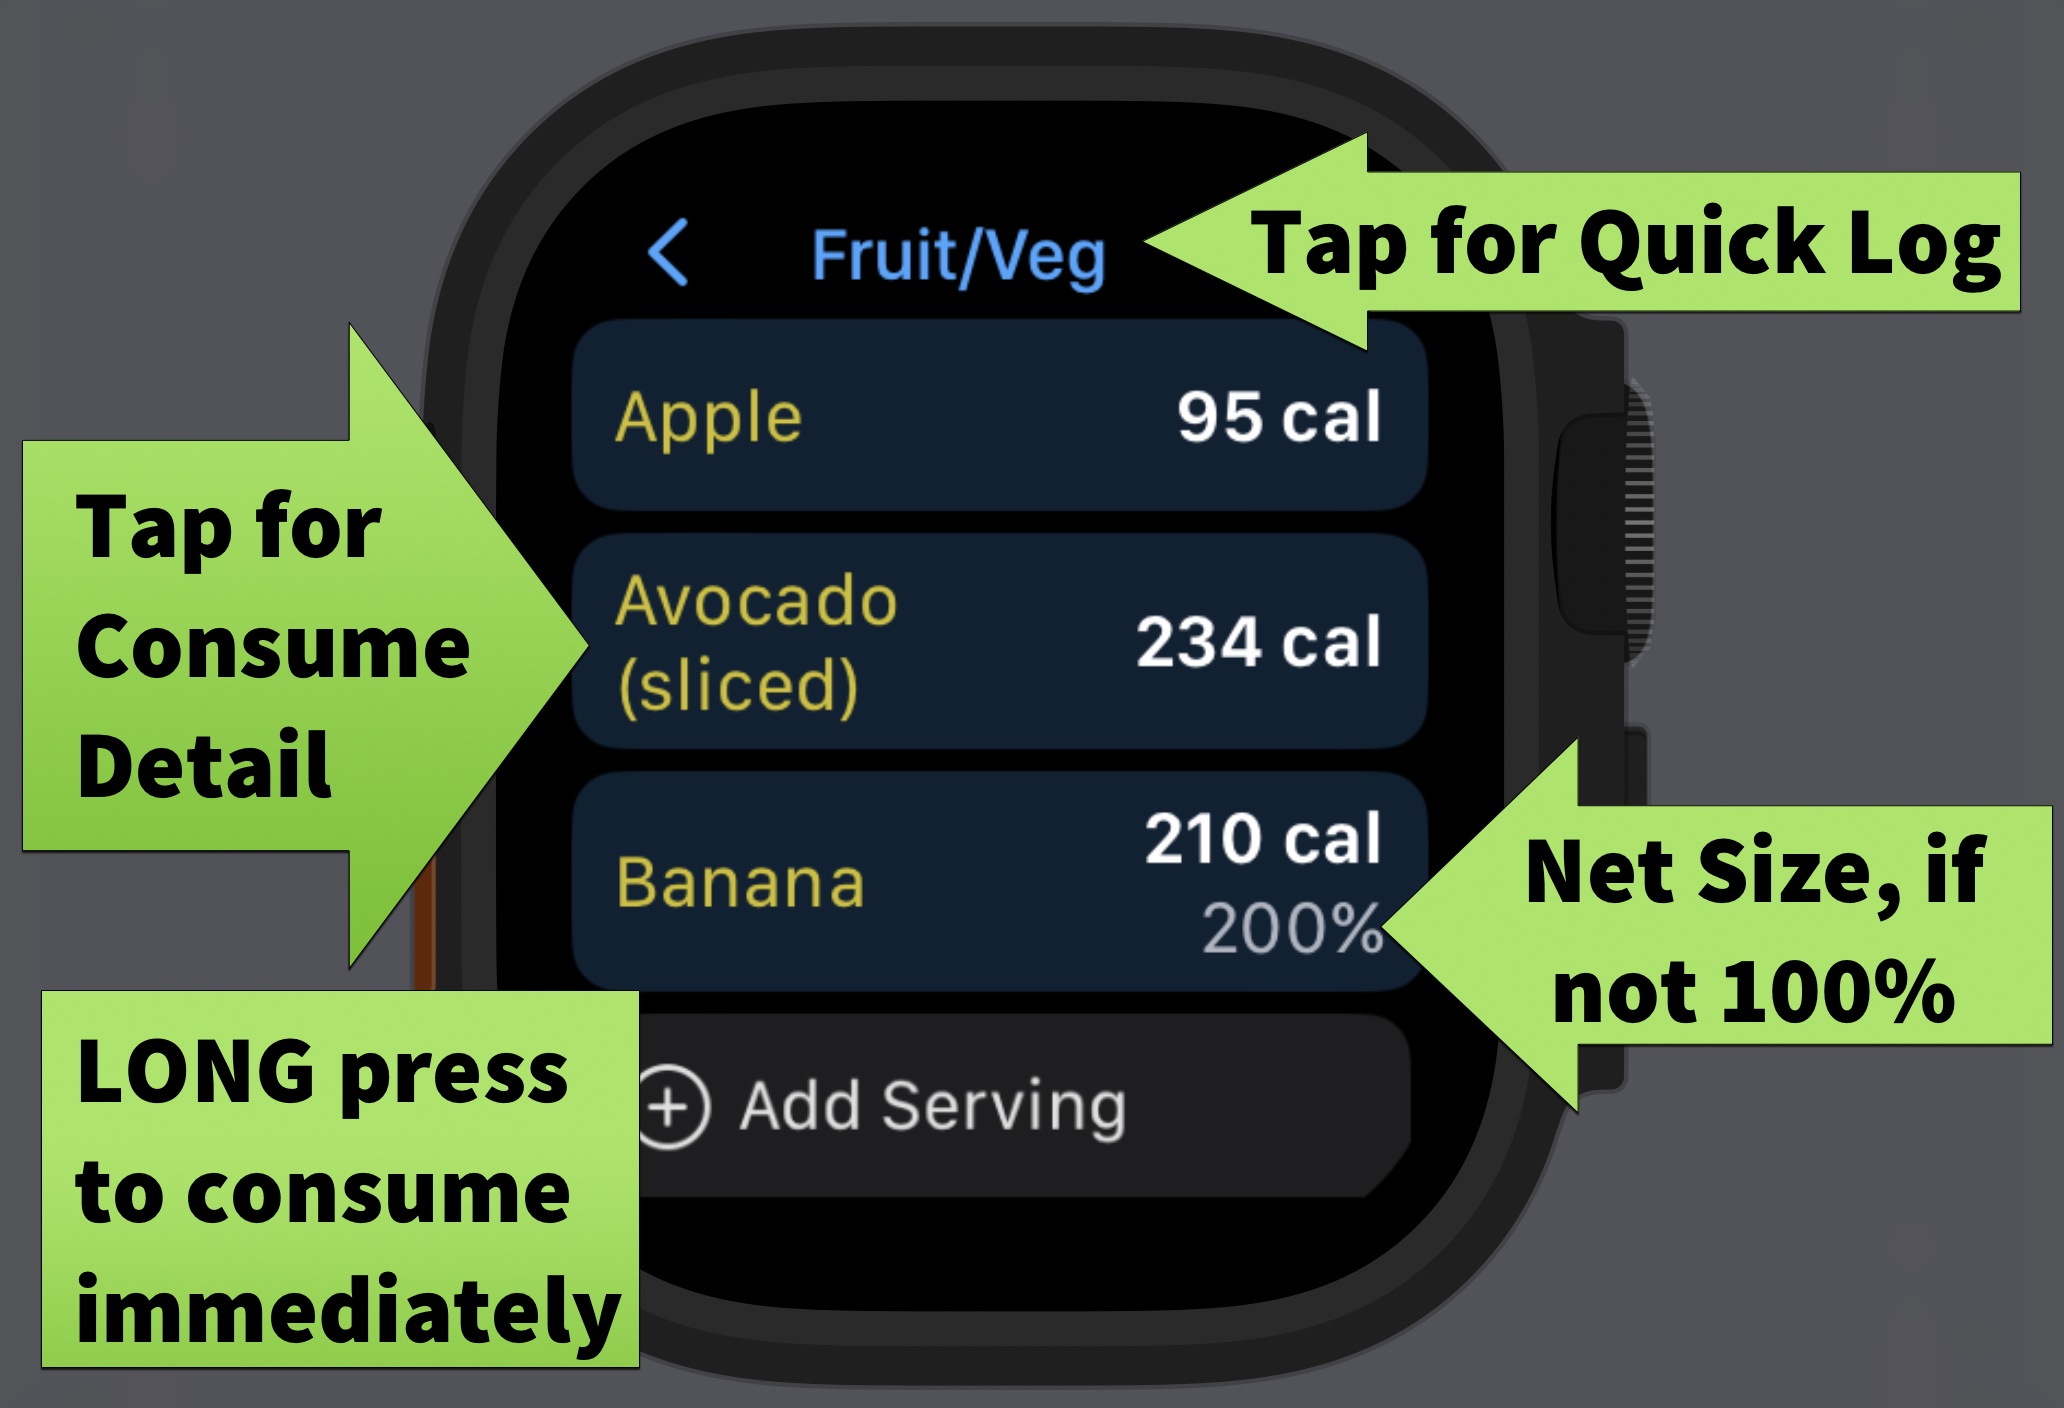 Fruit/Veg
Tap for Quick Log
Apple
95 cal
Tap for
Consume
Detail
Avocado
(sliced)
234 cal
Banana
210 cal
200%
Net Size, if
not 100%
LONG press
to consume
immediately
Add Serving